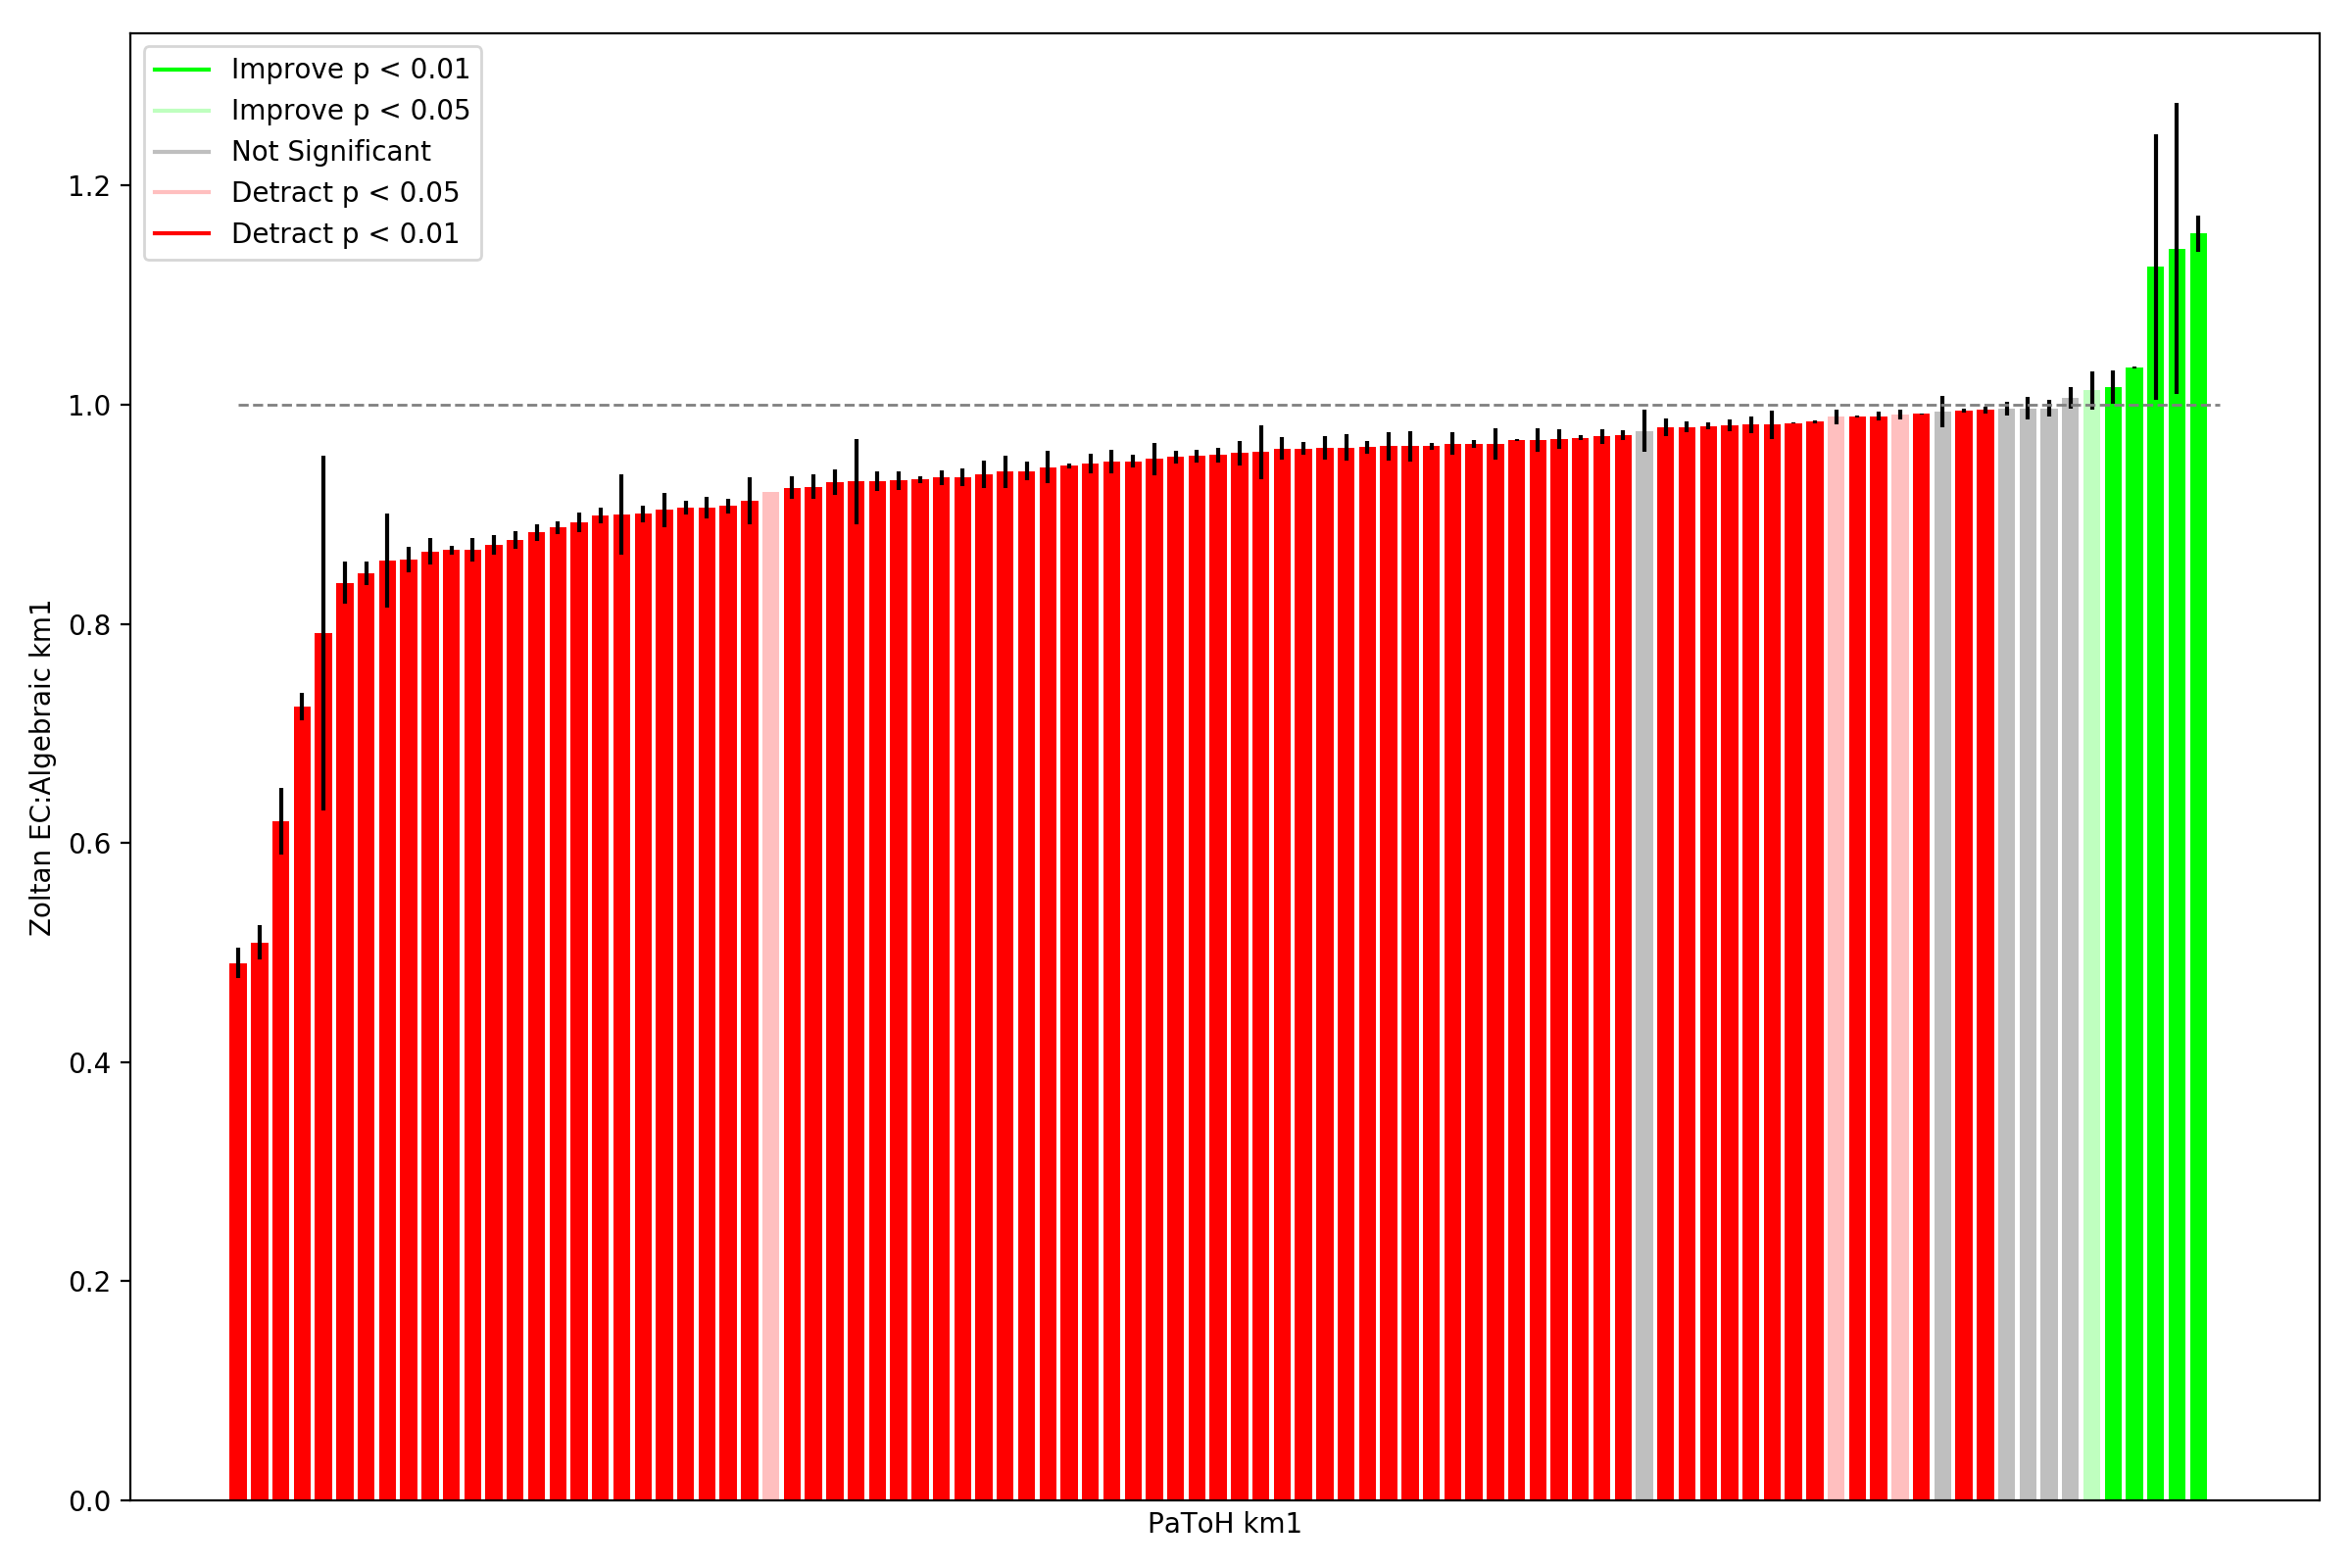 Improve p < 0.01
Improve p < 0.05
Not Significant
Detract p < 0.05
Detract p < 0.01
1.2
1.0
0.8
0.6
0.4
0.2
0.0
Zoltan EC:Algebraic km1
PaToH km1